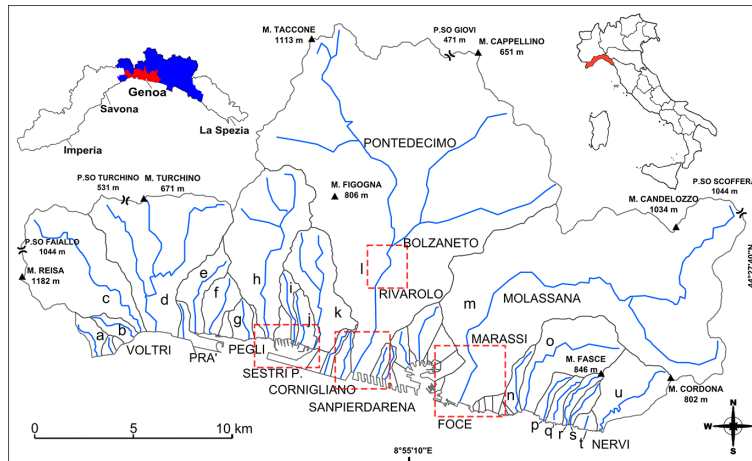 M. TACCONE
1113 m
P.SO GIOVI
471 m
M. CAPPELLINO
651 m
Genoa
Savona
La Spezia
Imperia
PONTEDECIMO
P.SO TURCHINO
531 m
M. TURCHINO
671 m
M. FIGOGNA
806 m
P.SO SCOFFERA
1044 m
M. CANDELOZZO
1034 m
P.SO FAIALLO
1044 m
M. REISA
1182 m
BOLZANETO
RIVAROLO
MOLASSANA
MARASSI
a
b
c
d
e
f
g
h
i
j
k
l
m
n
o
M. FASCE
846 m
u
M. CORDONA
802 m
VOLTRI
PRA'
PEGLI
SESTRI P.
CORNIGLIANO
SANPIERDARENA
FOCE
p
q
r
s
t
NERVI
0
5
10 km
8°55'10"E
N
W
E
S